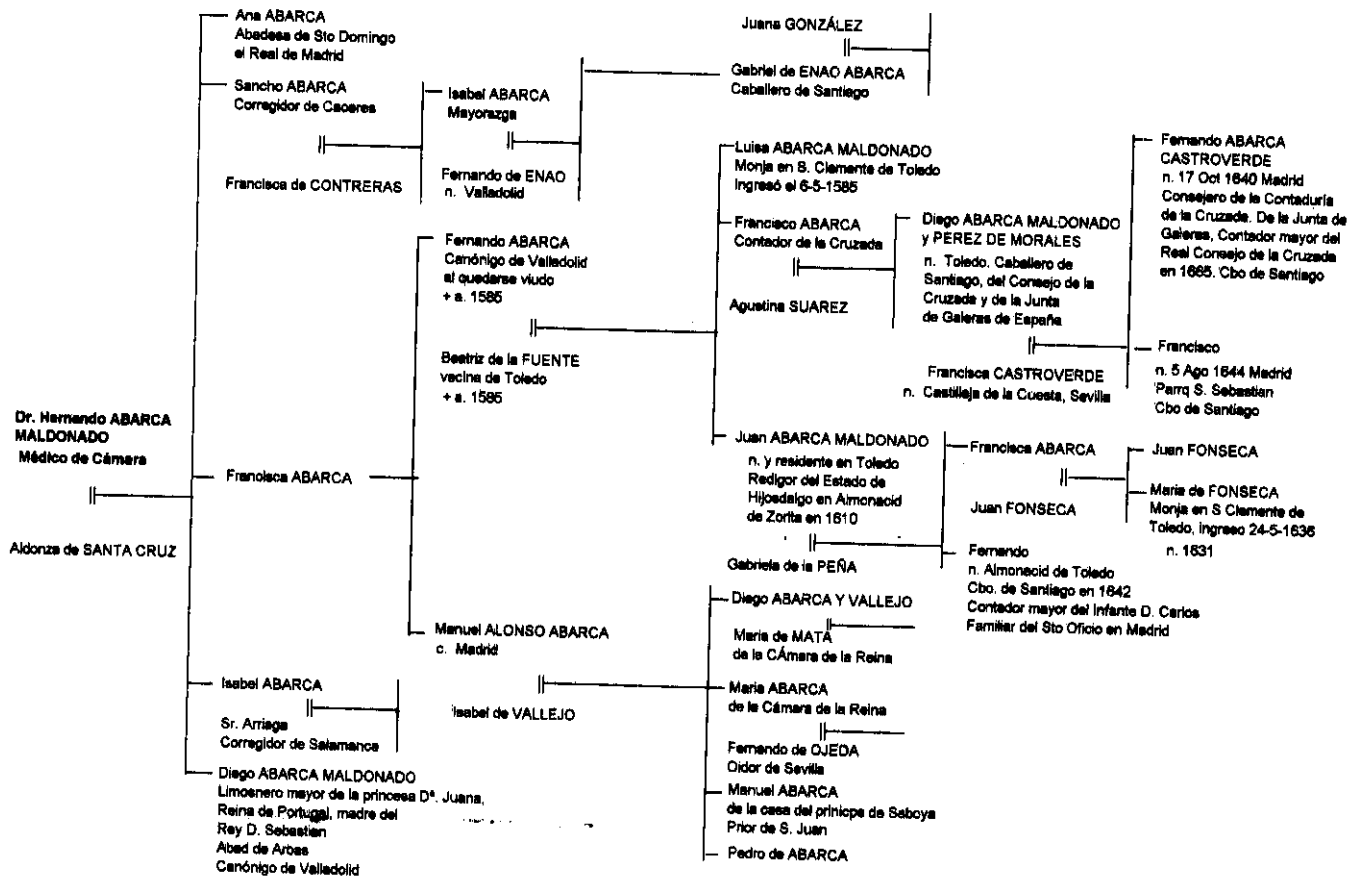 Ana ABARCA
Abadesa de Sto Domingo
el Real de Madrid
Sancho ABARCA
Corregidor de Caceres
Francisca de CONTRERAS
Isabel ABARCA
Mayorazga
Fernando de ENAO
n. Valladolid
Juana GONZÁLEZ
Gabriel de ENAO ABARCA
Caballero de Santiago
Dr. Hernando ABARCA
MALDONADO
Médico de Cámara
Aldonza de SANTA CRUZ
Francisca ABARCA
Fernando ABARCA
Canónigo de Valladolid
al quedarse viudo
+ a. 1585
Beatriz de la FUENTE
vecina de Toledo
+ a. 1585
Luisa ABARCA MALDONADO
Monja en S. Clemente de Toledo
Ingresó el 6-5-1585
Francisco ABARCA
Contador de la Cruzada
Agustina SUAREZ
Diego ABARCA MALDONADO
y PEREZ DE MORALES
n. Toledo. Caballero de
Santiago, del Consejo de la
Cruzada y de la Junta
de Galeras de España
Francisca CASTROVERDE
n. Castilleja de la Cuesta, Sevilla
Fernando ABARCA
CASTROVERDE
n. 17 Oct 1640 Madrid
Consejero de la Contaduría
de la Cruzada. De la Junta de
Galeras, Contador mayor del
Real Consejo de la Cruzada
en 1665. Cbo de Santiago
Francisco
n. 5 Ago 1644 Madrid
Parrq S. Sebastian
Cbo de Santiago
Juan ABARCA MALDONADO
n. y residente en Toledo
Redigor del Estado de
Hijosdalgo en Almonacid
de Zorita en 1610
Gabriela de la PEÑA
Francisca ABARCA
Juan FONSECA
Juan FONSECA
Maria de FONSECA
Monja en S Clemente de
Toledo, ingreso 24-5-1636
n. 1631
Fernando
n. Almonacid de Toledo
Cbo. de Santiago en 1642
Contador mayor del Infante D. Carlos
Familiar del Sto Oficio en Madrid
Manuel ALONSO ABARCA
c. Madrid
Isabel de VALLEJO
Diego ABARCA Y VALLEJO
Maria de MATA
de la CÁmara de la Reina
Maria ABARCA
de la Cámara de la Reina
Fernando de OJEDA
Oidor de Sevilla
Manuel ABARCA
de la casa del prinicpe de Saboya
Prior de S. Juan
Pedro de ABARCA
Isabel ABARCA
Sr. Arriaga
Corregidor de Salamanca
Diego ABARCA MALDONADO
Limosnero mayor de la princesa Dª. Juana,
Reina de Portugal, madre del
Rey D. Sebastian
Abad de Arbas
Canónigo de Valladolid